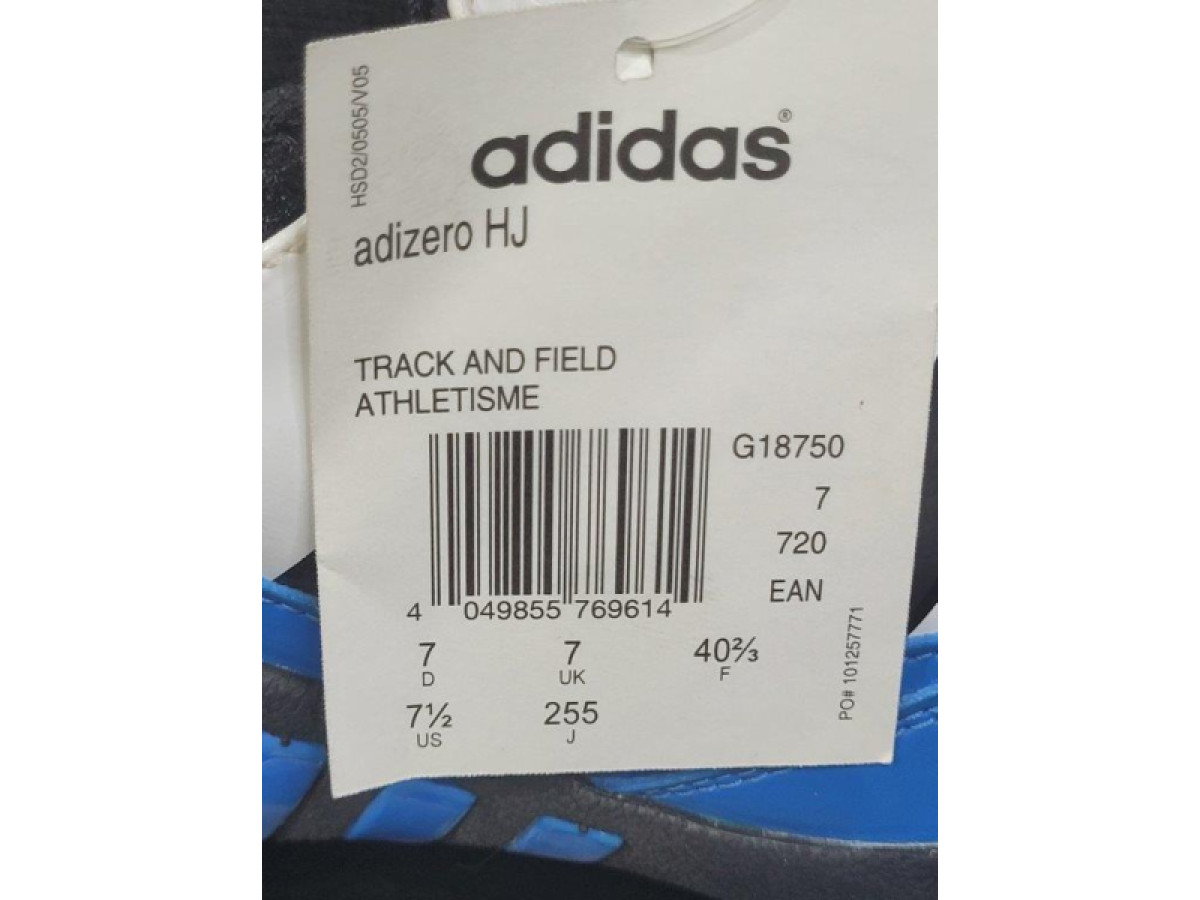 HSD2/0505/V05
adidas®
adizero HJ
TRACK AND FIELD
ATHLETISME
G18750
7
720
EAN
4 049855 769614
7 7 40⅔
D UK F
7½ 255
US J
PO# 101257771